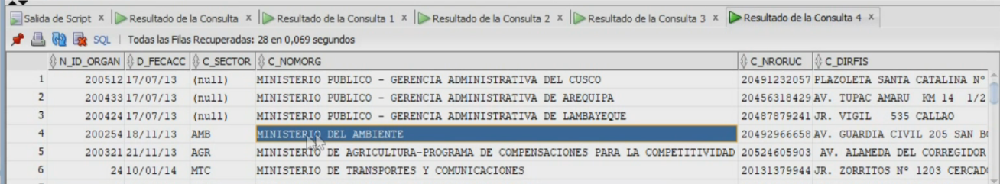 Salida de Script x Resultado de la Consulta x Resultado de la Consulta 1 x Resultado de la Consulta 2 x Resultado de la Consulta 3 x Resultado de la Consulta 4 x
SQL | Todas las Filas Recuperadas: 28 en 0,069 segundos
N_ID_ORGAN D_FECACC C_SECTOR C_NOMORG C_NRORUC C_DIRFIS
1 200512 17/07/13 (null) MINISTERIO PUBLICO - GERENCIA ADMINISTRATIVA DEL CUSCO 20491232057 PLAZOLETA SANTA CATALINA Nº
2 200433 17/07/13 (null) MINISTERIO PUBLICO - GERENCIA ADMINISTRATIVA DE AREQUIPA 20456318429 AV. TUPAC AMARU KM 14 1/2
3 200424 17/07/13 (null) MINISTERIO PUBLICO - GERENCIA ADMINISTRATIVA DE LAMBAYEQUE 20487879241 JR. VIGIL 535 CALLAO
4 200254 18/11/13 AMB MINISTERIO DEL AMBIENTE 20492966658 AV. GUARDIA CIVIL 205 SAN
5 200321 21/11/13 AGR MINISTERIO DE AGRICULTURA-PROGRAMA DE COMPENSACIONES PARA LA COMPETITIVIDAD 20524605903 AV. ALAMEDA DEL CORREGIDOR
6 24 10/01/14 MTC MINISTERIO DE TRANSPORTES Y COMUNICACIONES 20131379944 JR. ZORRITOS Nº 1203